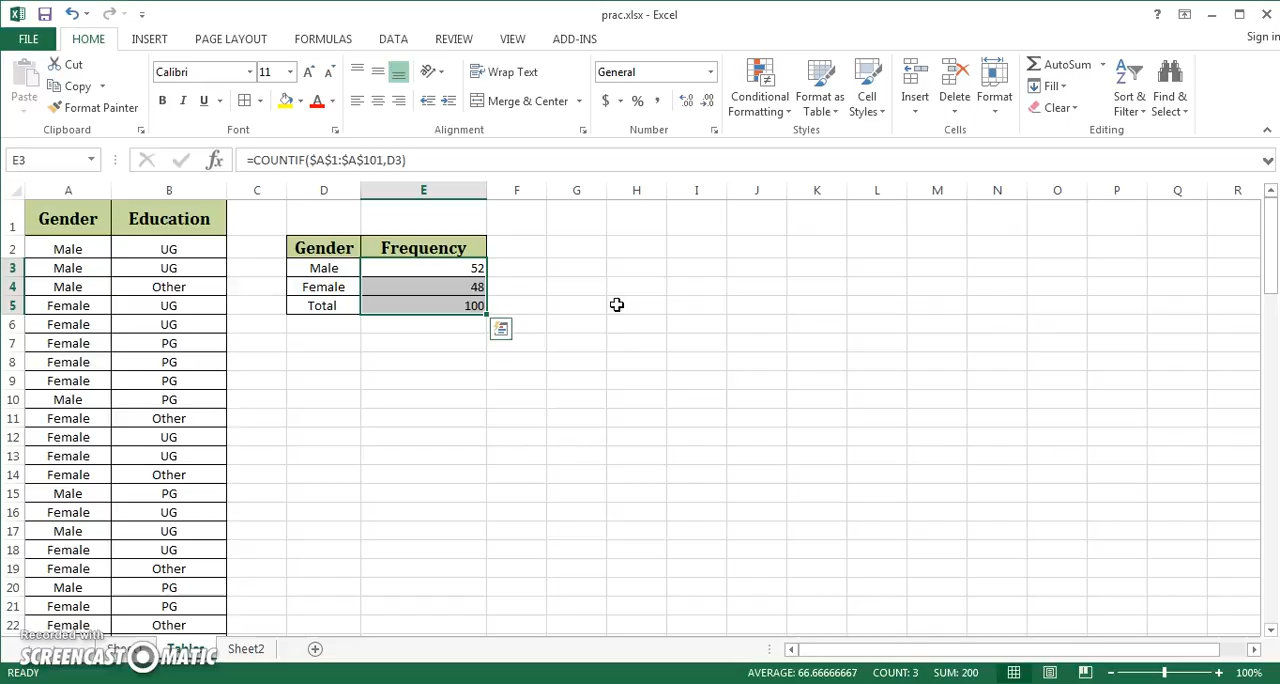 prac.xlsx - Excel
FILE HOME INSERT PAGE LAYOUT FORMULAS DATA REVIEW VIEW ADD-INS Sign in
Paste Cut Copy Format Painter
Clipboard
Calibri 11
B I U
Font
Wrap Text
Merge & Center
Alignment
General
$ % ,
Number
Conditional Formatting Format as Table Cell Styles
Styles
Insert Delete Format
Cells
AutoSum Fill Clear Sort & Filter Find & Select
Editing
E3 fx =COUNTIF($A$1:$A$101,D3)
A B C D E F G H I J K L M N O P Q R
1 Gender Education
2 Male UG Gender Frequency
3 Male UG Male 52
4 Male Other Female 48
5 Female UG Total 100
6 Female UG
7 Female PG
8 Female PG
9 Female PG
10 Male PG
11 Female Other
12 Female UG
13 Female UG
14 Female Other
15 Male PG
16 Female UG
17 Male UG
18 Female UG
19 Female Other
20 Male PG
21 Female PG
22 Female Other
Recorded with
SCREENCAST-O-MATIC
Sheet2
READY AVERAGE: 66.66666667 COUNT: 3 SUM: 200 100%